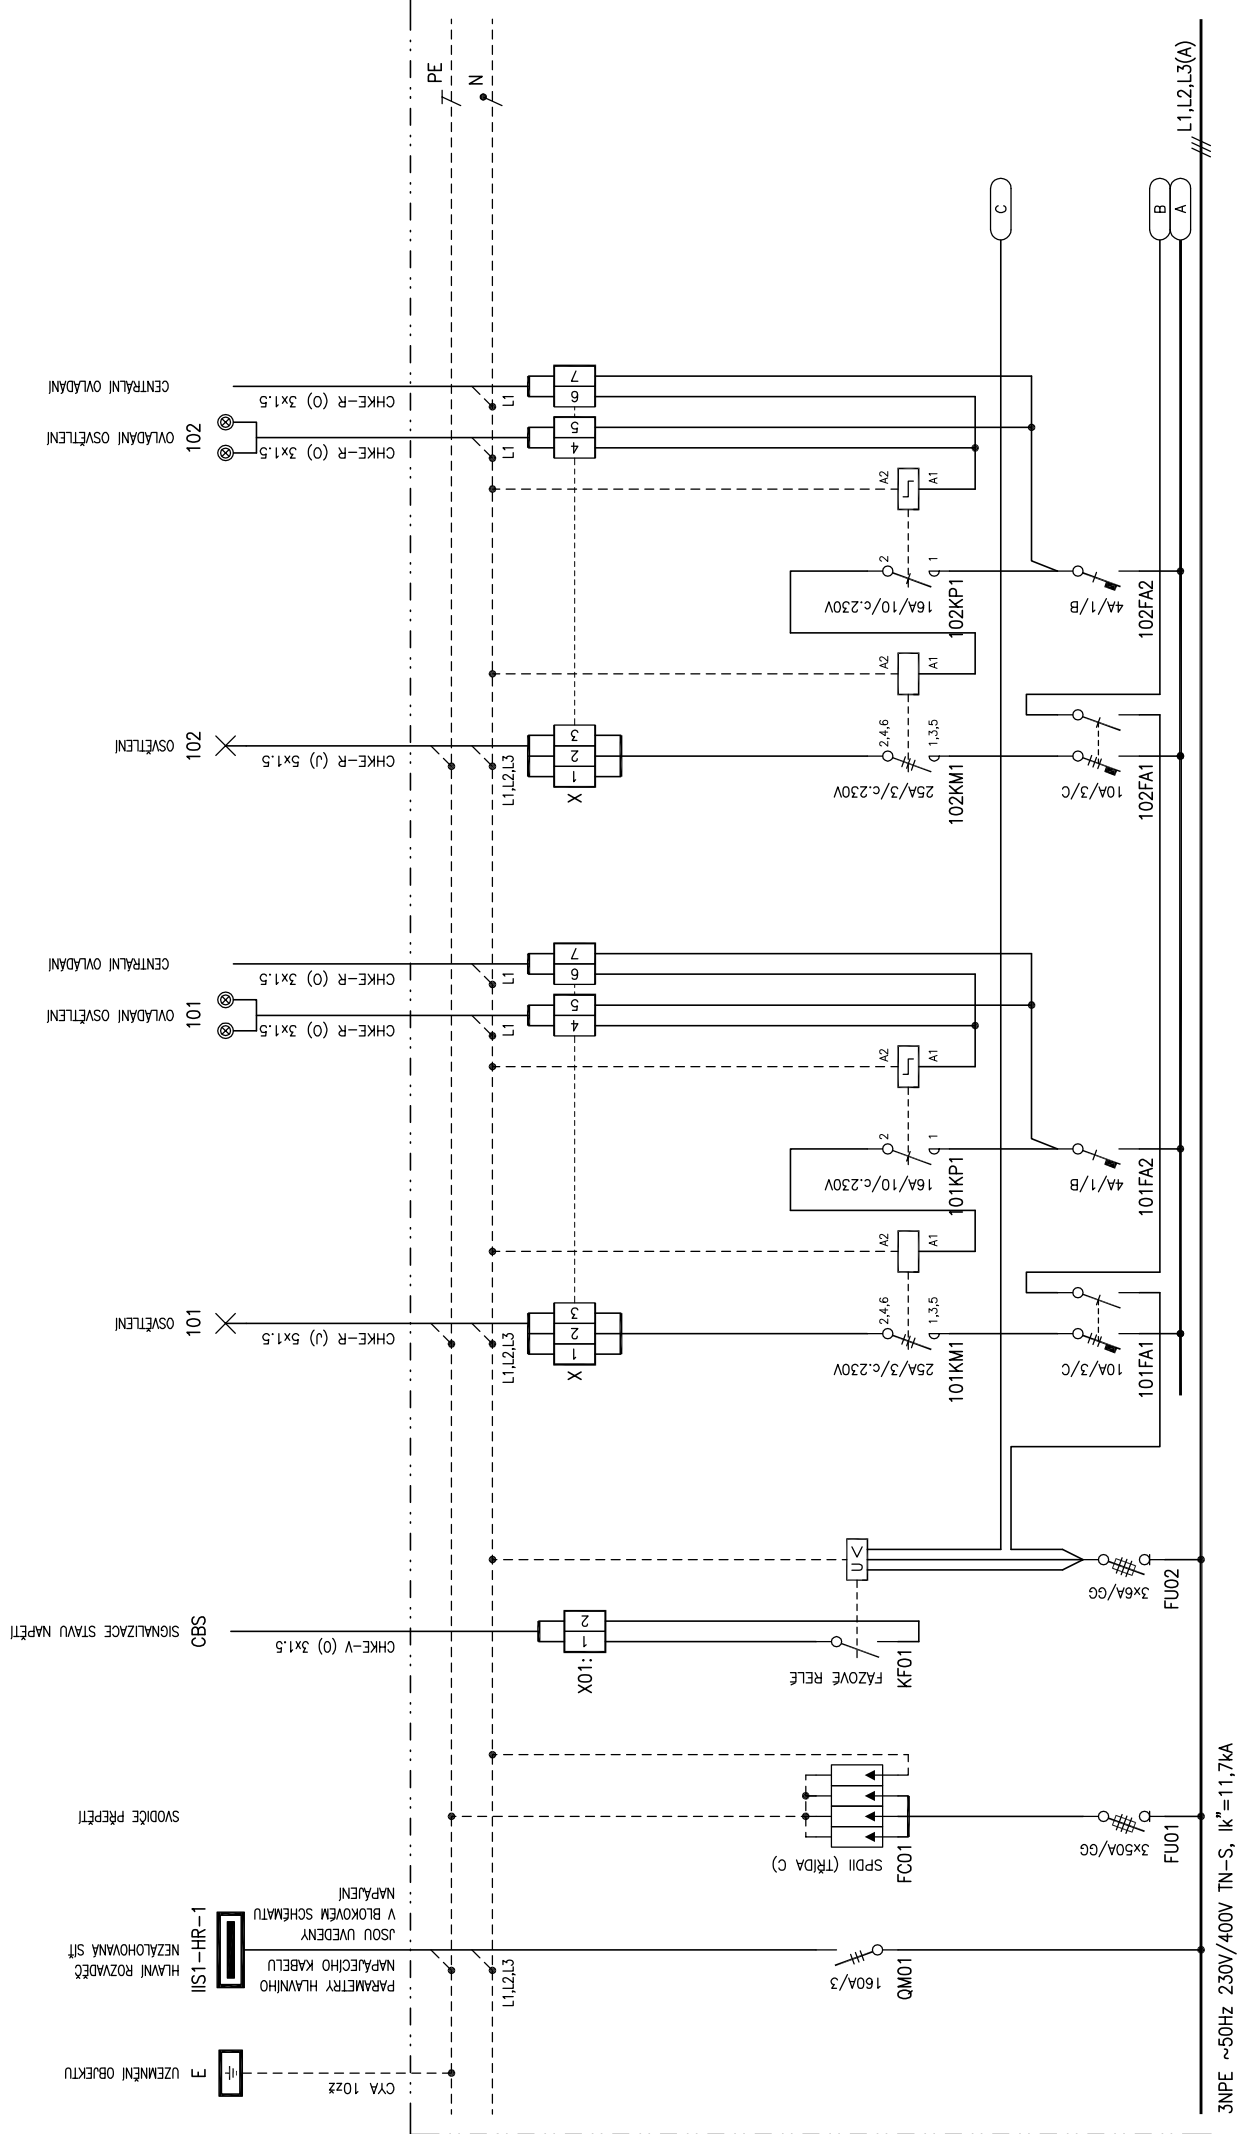 UZEMNĚNÍ OBJEKTU
E
CYA 10zž
HLAVNÍ ROZVADĚČ
NEZÁLOHOVANÁ SÍŤ
IIS1-HR-1
PARAMETRY HLAVNÍHO
NAPÁJECÍHO KABELU
JSOU UVEDENY
V BLOKOVÉM SCHÉMATU
NAPÁJENÍ
L1,L2,L3
160A/3
QM01
SVODIČE PŘEPĚTÍ
SPDII (TŘÍDA C)
FC01
3x50A/GG
FU01
SIGNALIZACE STAVU NAPĚTÍ
CBS
CHKE-V (O) 3x1.5
X01:
1
2
FÁZOVÉ RELÉ
KF01
U
>
3x6A/GG
FU02
OSVĚTLENÍ
101
CHKE-R (J) 5x1.5
L1,L2,L3
X
1
2
3
2,4,6
1,3,5
25A/3/c.230V
101KM1
A2
A1
10A/3/C
101FA1
2
1
16A/10/c.230V
101KP1
A2
A1
4A/1/B
101FA2
OVLÁDÁNÍ OSVĚTLENÍ
101
CHKE-R (O) 3x1.5
L1
4
5
CENTRÁLNÍ OVLÁDÁNÍ
CHKE-R (O) 3x1.5
L1
6
7
OSVĚTLENÍ
102
CHKE-R (J) 5x1.5
L1,L2,L3
X
1
2
3
2,4,6
1,3,5
25A/3/c.230V
102KM1
A2
A1
10A/3/C
102FA1
2
1
16A/10/c.230V
102KP1
A2
A1
4A/1/B
102FA2
OVLÁDÁNÍ OSVĚTLENÍ
102
CHKE-R (O) 3x1.5
L1
4
5
CENTRÁLNÍ OVLÁDÁNÍ
CHKE-R (O) 3x1.5
L1
6
7
PE
N
C
B
A
L1,L2,L3(A)
3NPE ~50Hz 230V/400V TN-S, Ik"=11,7kA